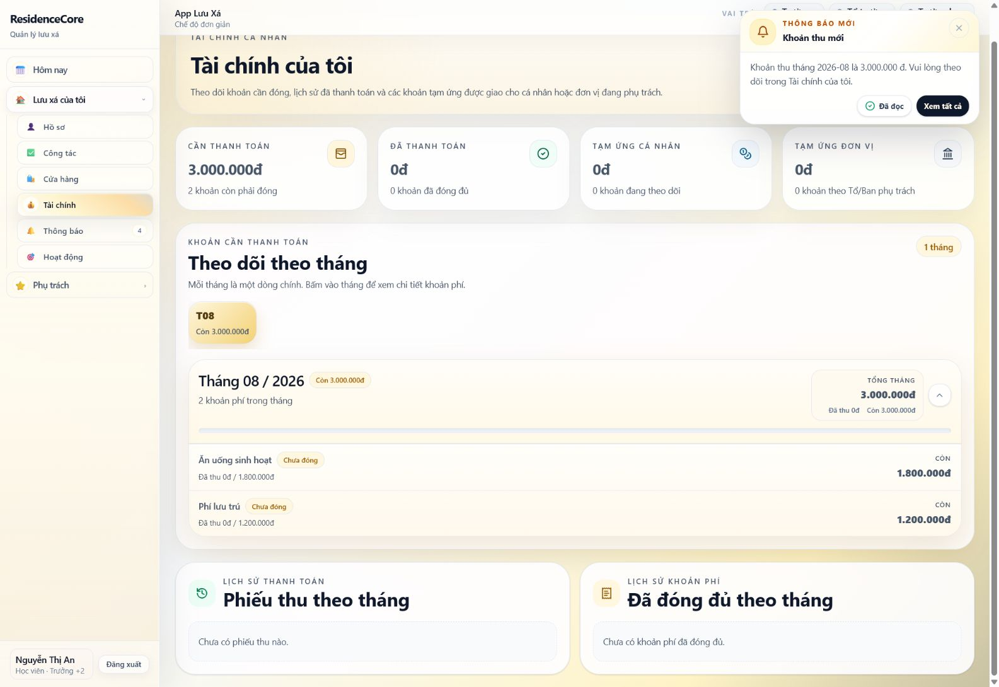 ResidenceCore
Quản lý lưu xá
Hôm nay
Lưu xá của tôi
Hồ sơ
Công tác
Cửa hàng
Tài chính
Thông báo
4
Hoạt động
Phụ trách
Nguyễn Thị An
Học viên · Trưởng +2
Đăng xuất
App Lưu Xá
Chế độ đơn giản
THÔNG BÁO MỚI
Khoản thu mới
Khoản thu tháng 2026-08 là 3.000.000 đ. Vui lòng theo
dõi trong Tài chính của tôi.
Đã đọc
Xem tất cả
TÀI CHÍNH CÁ NHÂN
Tài chính của tôi
Theo dõi khoản cần đóng, lịch sử đã thanh toán và các khoản tạm ứng được giao cho cá nhân hoặc đơn vị đang phụ trách.
CẦN THANH TOÁN
3.000.000đ
2 khoản còn phải đóng
ĐÃ THANH TOÁN
0đ
0 khoản đã đóng đủ
TẠM ỨNG CÁ NHÂN
0đ
0 khoản đang theo dõi
TẠM ỨNG ĐƠN VỊ
0đ
0 khoản theo Tổ/Ban phụ trách
KHOẢN CẦN THANH TOÁN
Theo dõi theo tháng
Mỗi tháng là một dòng chính. Bấm vào tháng để xem chi tiết khoản phí.
1 tháng
T08
Còn 3.000.000đ
Tháng 08 / 2026
Còn 3.000.000đ
2 khoản phí trong tháng
TỔNG THÁNG
3.000.000đ
Đã thu 0đ Còn 3.000.000đ
Ăn uống sinh hoạt
Chưa đóng
Đã thu 0đ / 1.800.000đ
CÒN
1.800.000đ
Phí lưu trú
Chưa đóng
Đã thu 0đ / 1.200.000đ
CÒN
1.200.000đ
LỊCH SỬ THANH TOÁN
Phiếu thu theo tháng
Chưa có phiếu thu nào.
LỊCH SỬ KHOẢN PHÍ
Đã đóng đủ theo tháng
Chưa có khoản phí đã đóng đủ.